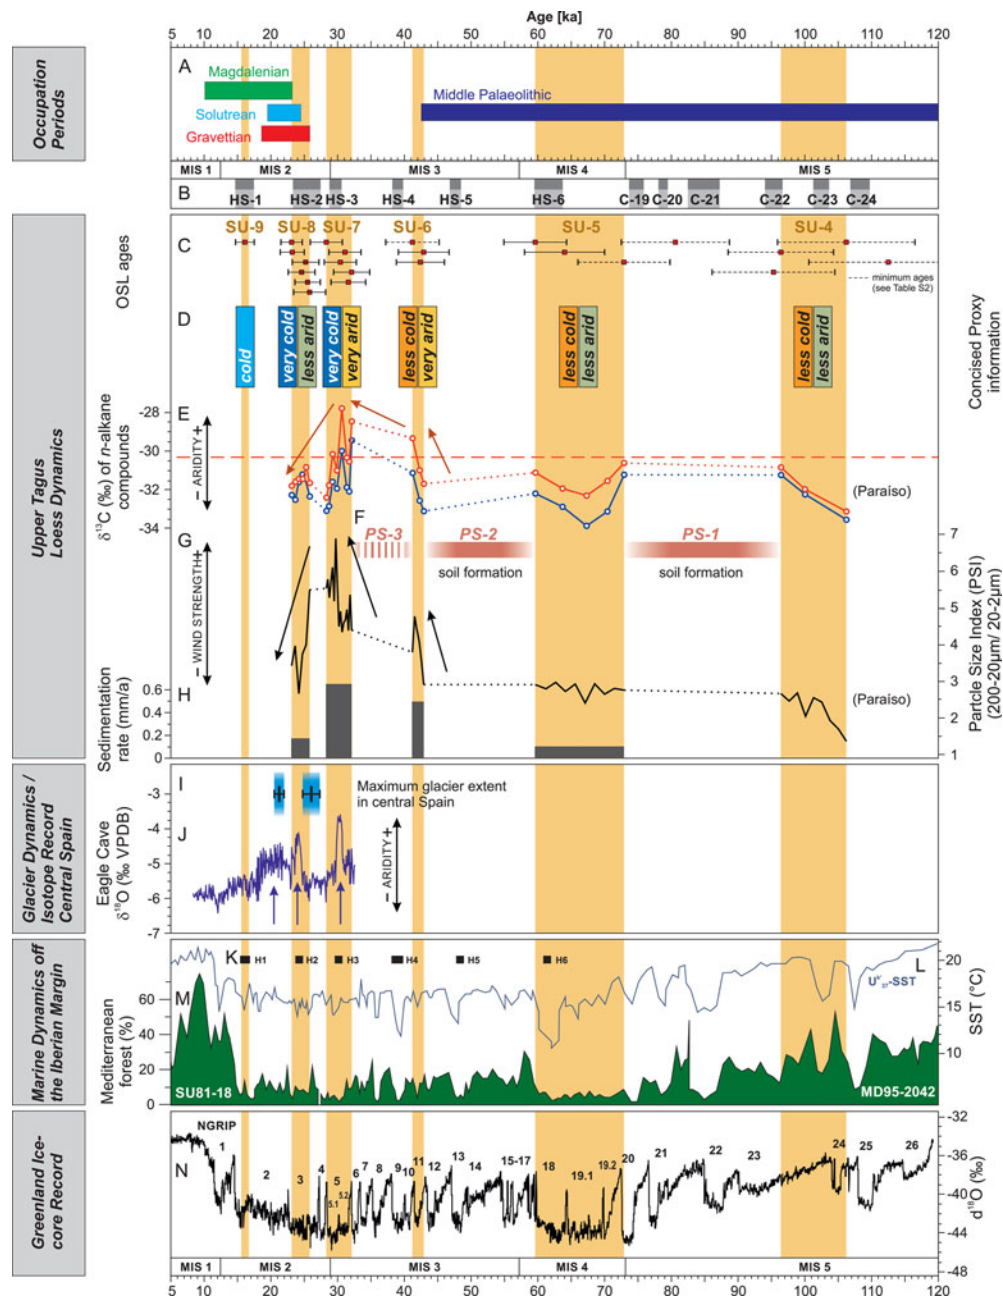 Age [ka]
5 10 20 30 40 50 60 70 80 90 100 110 120
Occupation
Periods
A
Magdalenian
Solutrean
Gravettian
Middle Palaeolithic
MIS 1 MIS 2 MIS 3 MIS 4 MIS 5
B
HS-1 HS-2 HS-3 HS-4 HS-5 HS-6 C-19 C-20 C-21 C-22 C-23 C-24
Upper Tagus
Loess Dynamics
SU-9 SU-8 SU-7 SU-6 SU-5 SU-4
C
OSL ages
minimum ages
(see Table S2)
D
cold
very cold
less arid
very cold
very arid
less cold
very arid
less cold
less arid
less cold
less arid
Concised Proxy
information
E
-28
-30
-32
-34
δ13C (‰) of n-alkane
compounds
− ARIDITY +
(Paraíso)
F
PS-3 PS-2 PS-1
soil formation
soil formation
G
− WIND STRENGTH+
7
6
5
4
3
2
1
Partcle Size Index (PSI)
(200-20μm/ 20-2μm)
(Paraíso)
H
Sedimentation
rate (mm/a)
0.6
0.4
0.2
0
Glacier Dynamics /
Isotope Record
Central Spain
I
Maximum glacier extent
in central Spain
J
-3
-4
-5
-6
-7
Eagle Cave
δ18O (‰ VPDB)
− ARIDITY +
Marine Dynamics off
the Iberian Margin
K
H1 H2 H3 H4 H5 H6
L
Uk'37-SST
20
15
10
SST (°C)
M
60
40
20
0
Mediterranean
forest (%)
SU81-18
MD95-2042
Greenland Ice-
core Record
NGRIP
N
1 2 3 4 5 5.1 5.2 6 7 8 9 10 11 12 13 14 15-17 18 19.1 19.2 20 21 22 23 24 25 26
-32
-36
-40
-44
-48
d18O (‰)
MIS 1 MIS 2 MIS 3 MIS 4 MIS 5
5 10 20 30 40 50 60 70 80 90 100 110 120